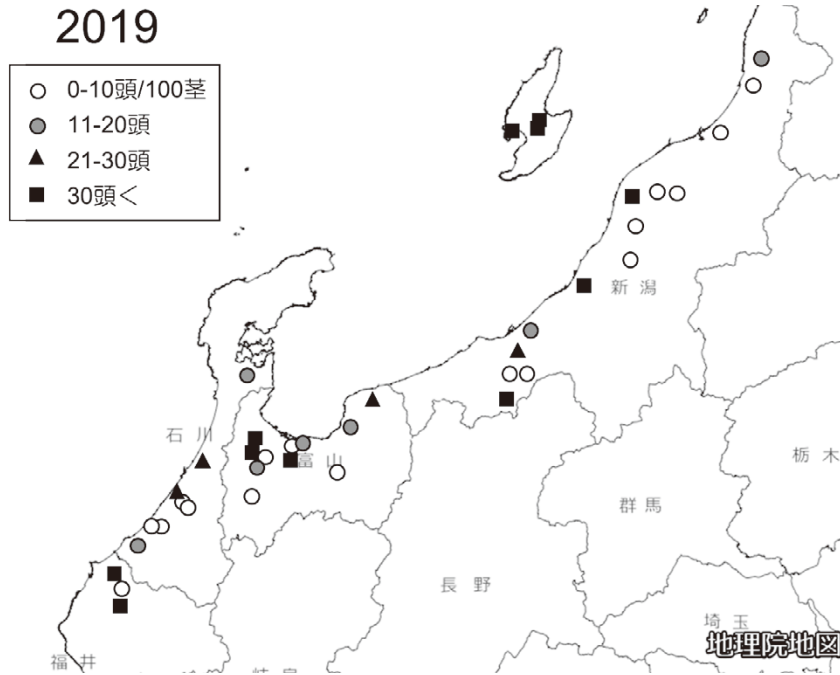 2019
0-10頭/100茎
11-20頭
21-30頭
30頭＜
新潟
石川
富山
栃木
群馬
長野
埼玉
地理院地図
福井
岐阜